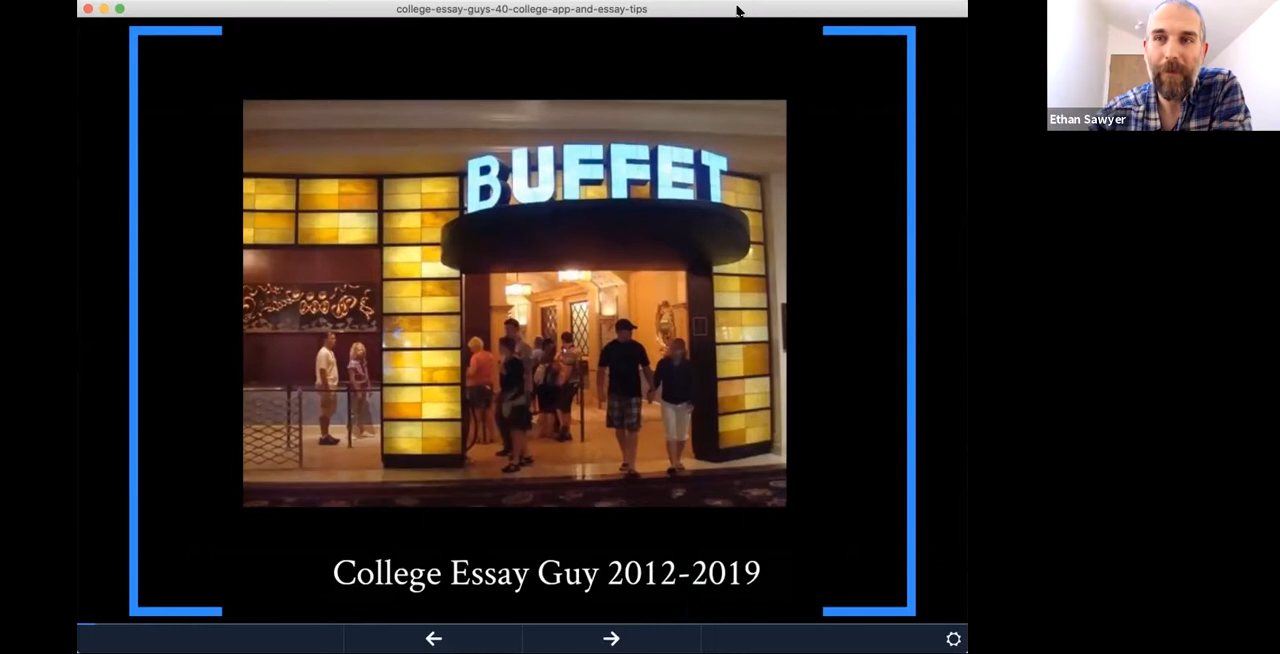 college-essay-guys-40-college-app-and-essay-tips
Ethan Sawyer
BUFFET
College Essay Guy 2012-2019